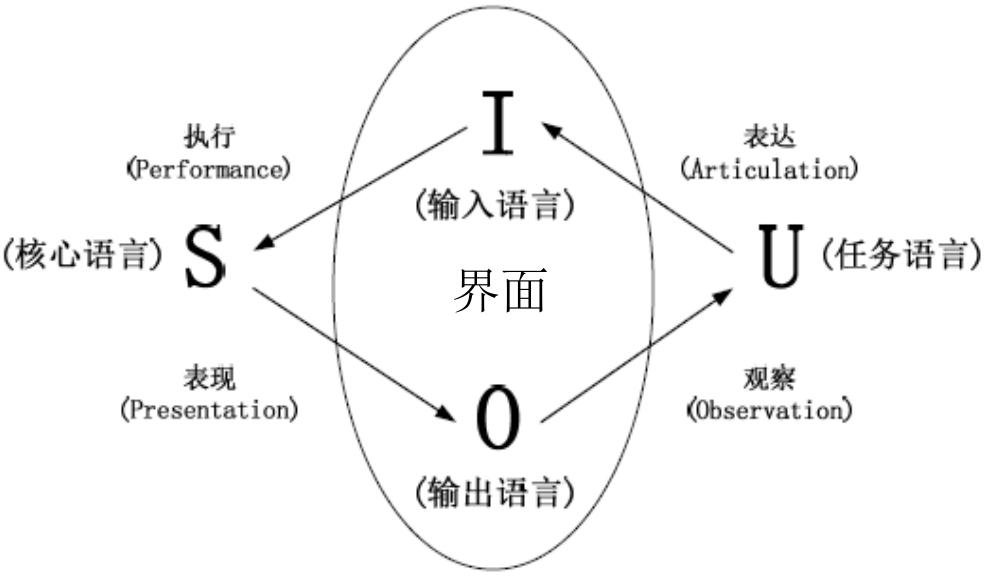 I
(输入语言)
执行
(Performance)
表达
(Articulation)
(核心语言) S
界面
U (任务语言)
表现
(Presentation)
观察
(Observation)
O
(输出语言)